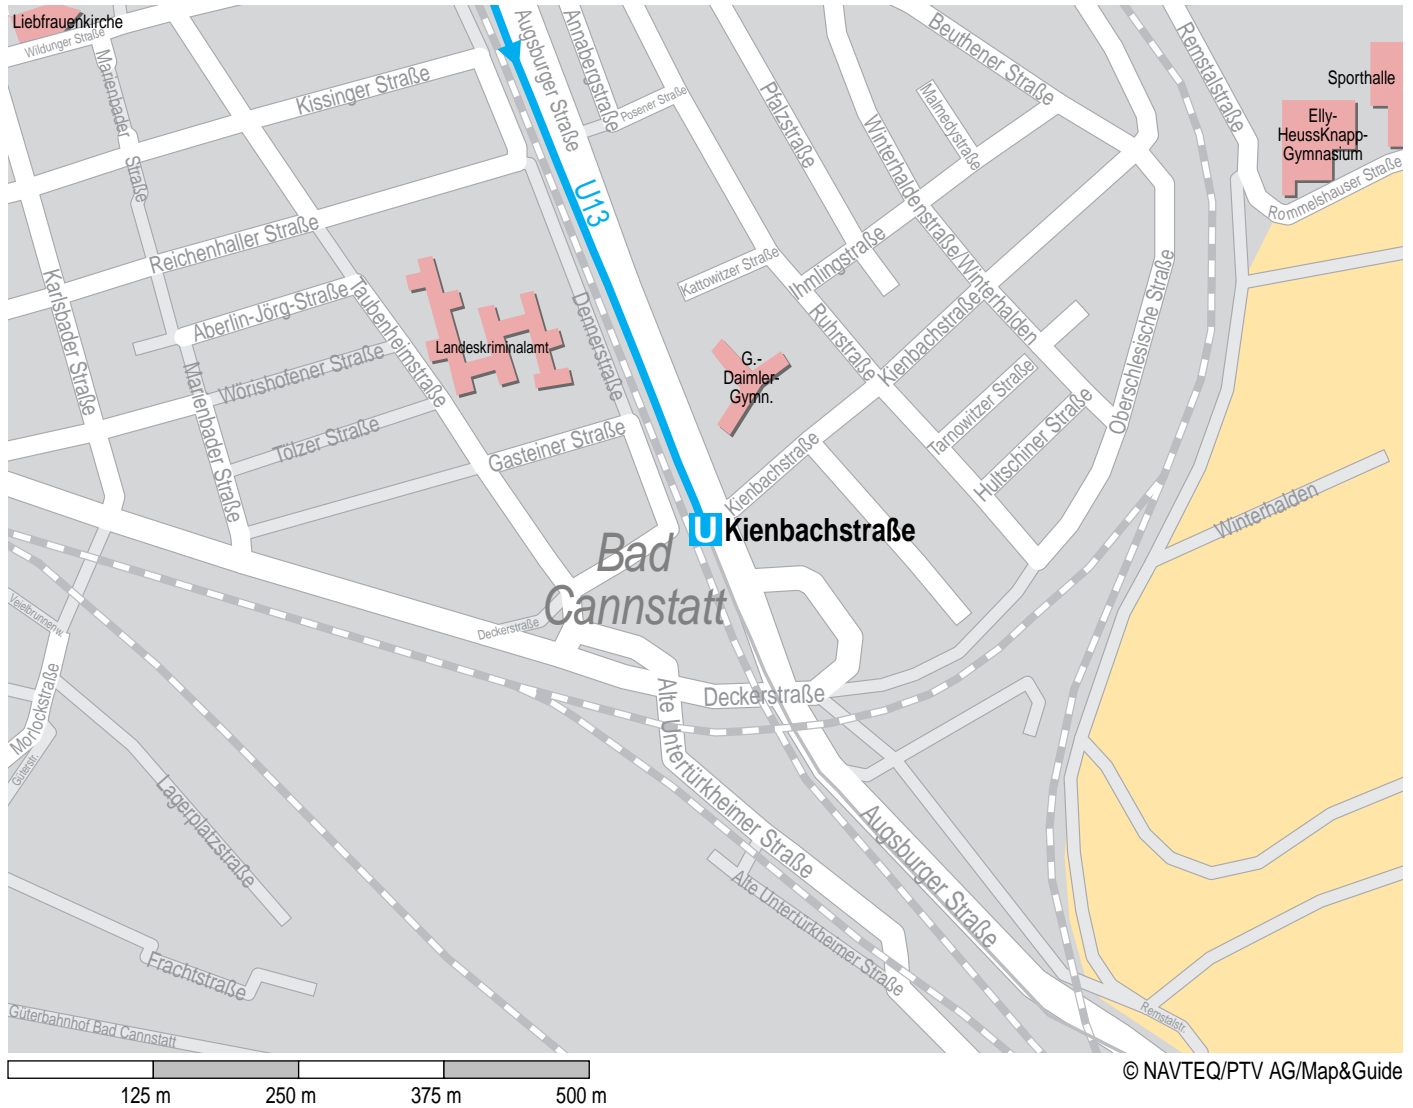 Liebfrauenkirche
Wildunger Straße
Marienbader
Straße
Kissinger Straße
Augsburger Straße
Annabergstraße
Posener Straße
Pfalzstraße
Beuthener Straße
Malmedystraße
Remstalstraße
Sporthalle
Elly-
HeussKnapp-
Gymnasium
Rommelshauser Straße
Winterhaldenstraße/Winterhalden
U13
Reichenhaller Straße
Karlsbader Straße
Aberlin-Jörg-Straße
Taubenheimstraße
Landeskriminalamt
Dennerstraße
Kattowitzer Straße
Ihmlingstraße
Ruhrstraße
Kienbachstraße
Oberschlesische Straße
G.-
Daimler-
Gymn.
Wörishofener Straße
Marienbader Straße
Tölzer Straße
Gasteiner Straße
Tarnowitzer Straße
Hultschiner Straße
Kienbachstraße
Winterhalden
U Kienbachstraße
Bad
Cannstatt
Veielbrunnenw.
Deckerstraße
Deckerstraße
Morlockstraße
Güterstr.
Alte Untertürkheimer Straße
Lagerplatzstraße
Augsburger Straße
Alte Untertürkheimer Straße
Frachtstraße
Remstalstr.
Güterbahnhof Bad Cannstatt
125 m
250 m
375 m
500 m
© NAVTEQ/PTV AG/Map&Guide